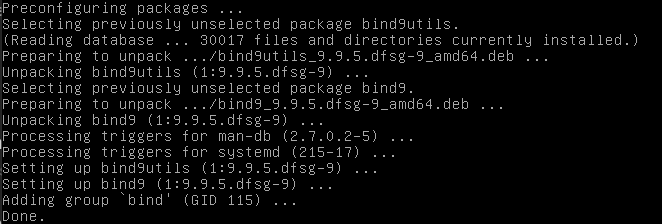 Preconfiguring packages ...
Selecting previously unselected package bind9utils.
(Reading database ... 30017 files and directories currently installed.)
Preparing to unpack .../bind9utils_9.9.5.dfsg-9_amd64.deb ...
Unpacking bind9utils (1:9.9.5.dfsg-9) ...
Selecting previously unselected package bind9.
Preparing to unpack .../bind9_9.9.5.dfsg-9_amd64.deb ...
Unpacking bind9 (1:9.9.5.dfsg-9) ...
Processing triggers for man-db (2.7.0.2-5) ...
Processing triggers for systemd (215-17) ...
Setting up bind9utils (1:9.9.5.dfsg-9) ...
Setting up bind9 (1:9.9.5.dfsg-9) ...
Adding group `bind' (GID 115) ...
Done.